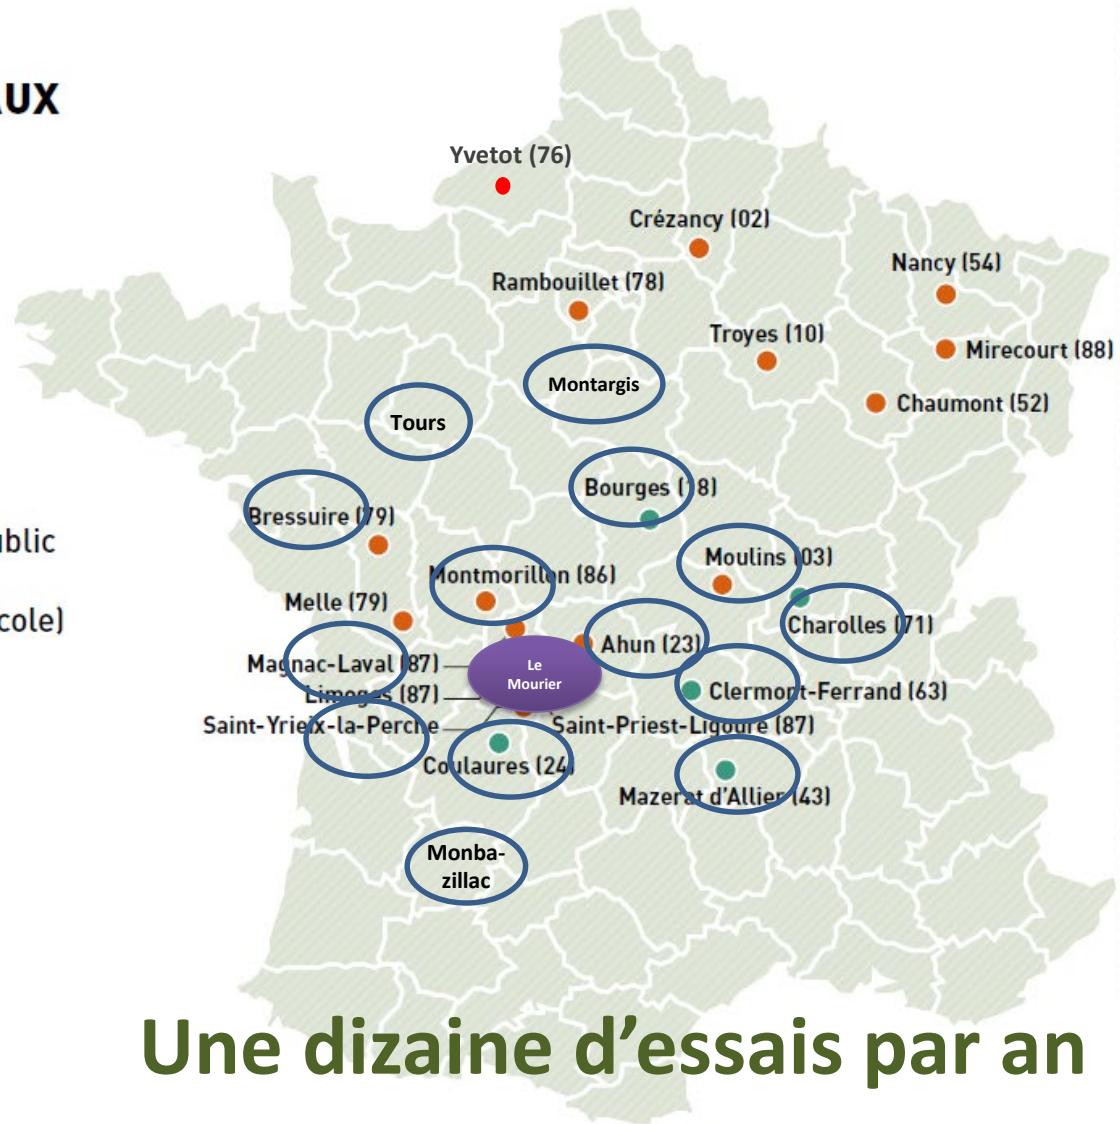 AUX
Yvetot (76)
Crézancy (02)
Nancy (54)
Rambouillet (78)
Troyes (10)
Mirecourt (88)
Montargis
Chaumont (52)
Tours
Bourges (18)
Bressuire (79)
blic
Moulins (03)
Montmorillon (86)
Melle (79)
cole)
Charolles (71)
Ahun (23)
Magnac-Laval (87)
Le
Mourier
Clermont-Ferrand (63)
Limoges (87)
Saint-Yrieix-la-Perche
Saint-Priest-Ligoure (87)
Coulaures (24)
Mazerat d'Allier (43)
Monba-
zillac
Une dizaine d’essais par an